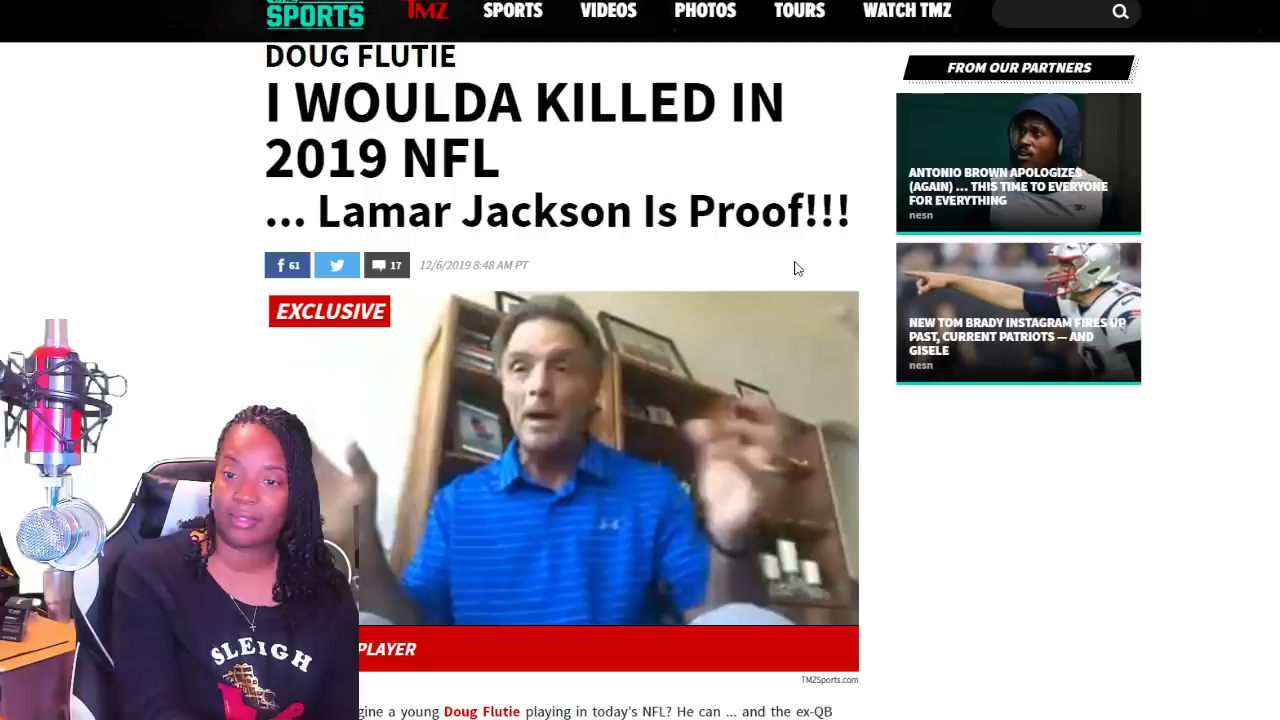 SPORTS
TMZ
SPORTS
VIDEOS
PHOTOS
TOURS
WATCH TMZ
DOUG FLUTIE
I WOULDA KILLED IN
2019 NFL
... Lamar Jackson Is Proof!!!
61
17
12/6/2019 8:48 AM PT
EXCLUSIVE
PLAYER
TMZSports.com
gine a young Doug Flutie playing in today's NFL? He can ... and the ex-QB
FROM OUR PARTNERS
ANTONIO BROWN APOLOGIZES
(AGAIN) ... THIS TIME TO EVERYONE
FOR EVERYTHING
nesn
NEW TOM BRADY INSTAGRAM FIRES UP
PAST, CURRENT PATRIOTS — AND
GISELE
nesn
SLEIGH